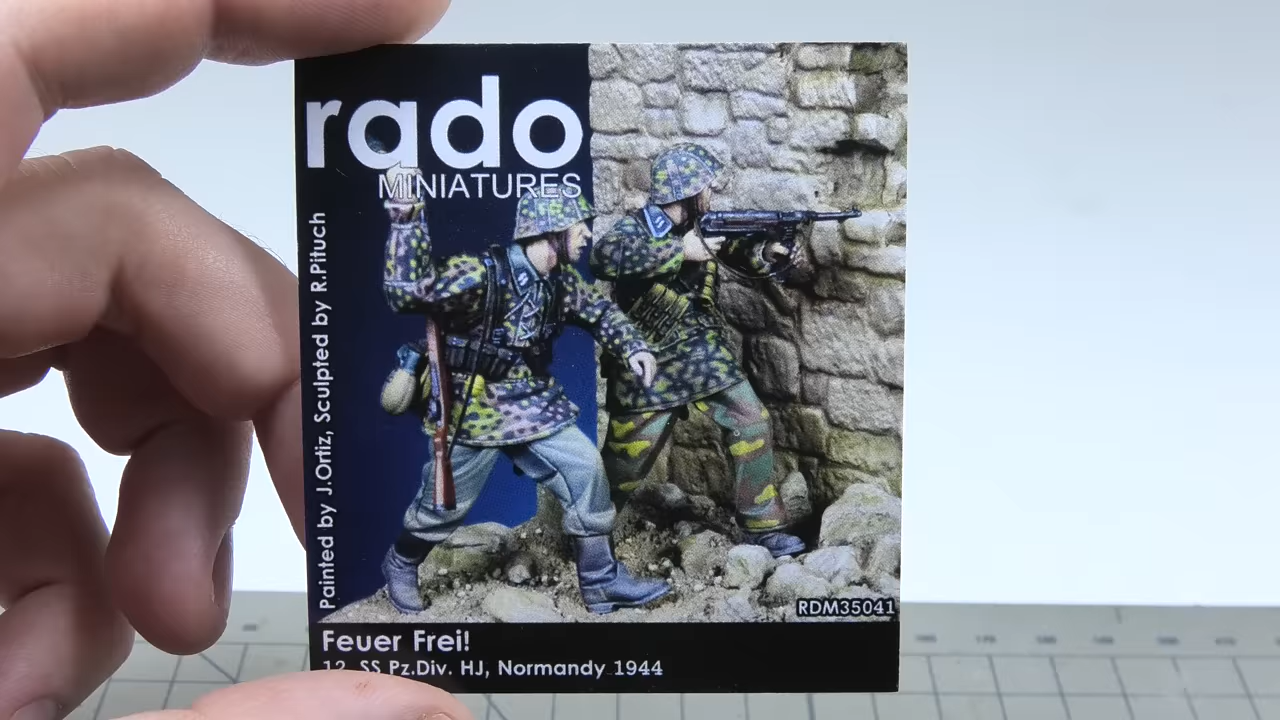 rado
MINIATURES
Painted by J.Ortiz, Sculpted by R.Pituch
RDM35041
Feuer Frei!
12. SS Pz.Div. HJ, Normandy 1944